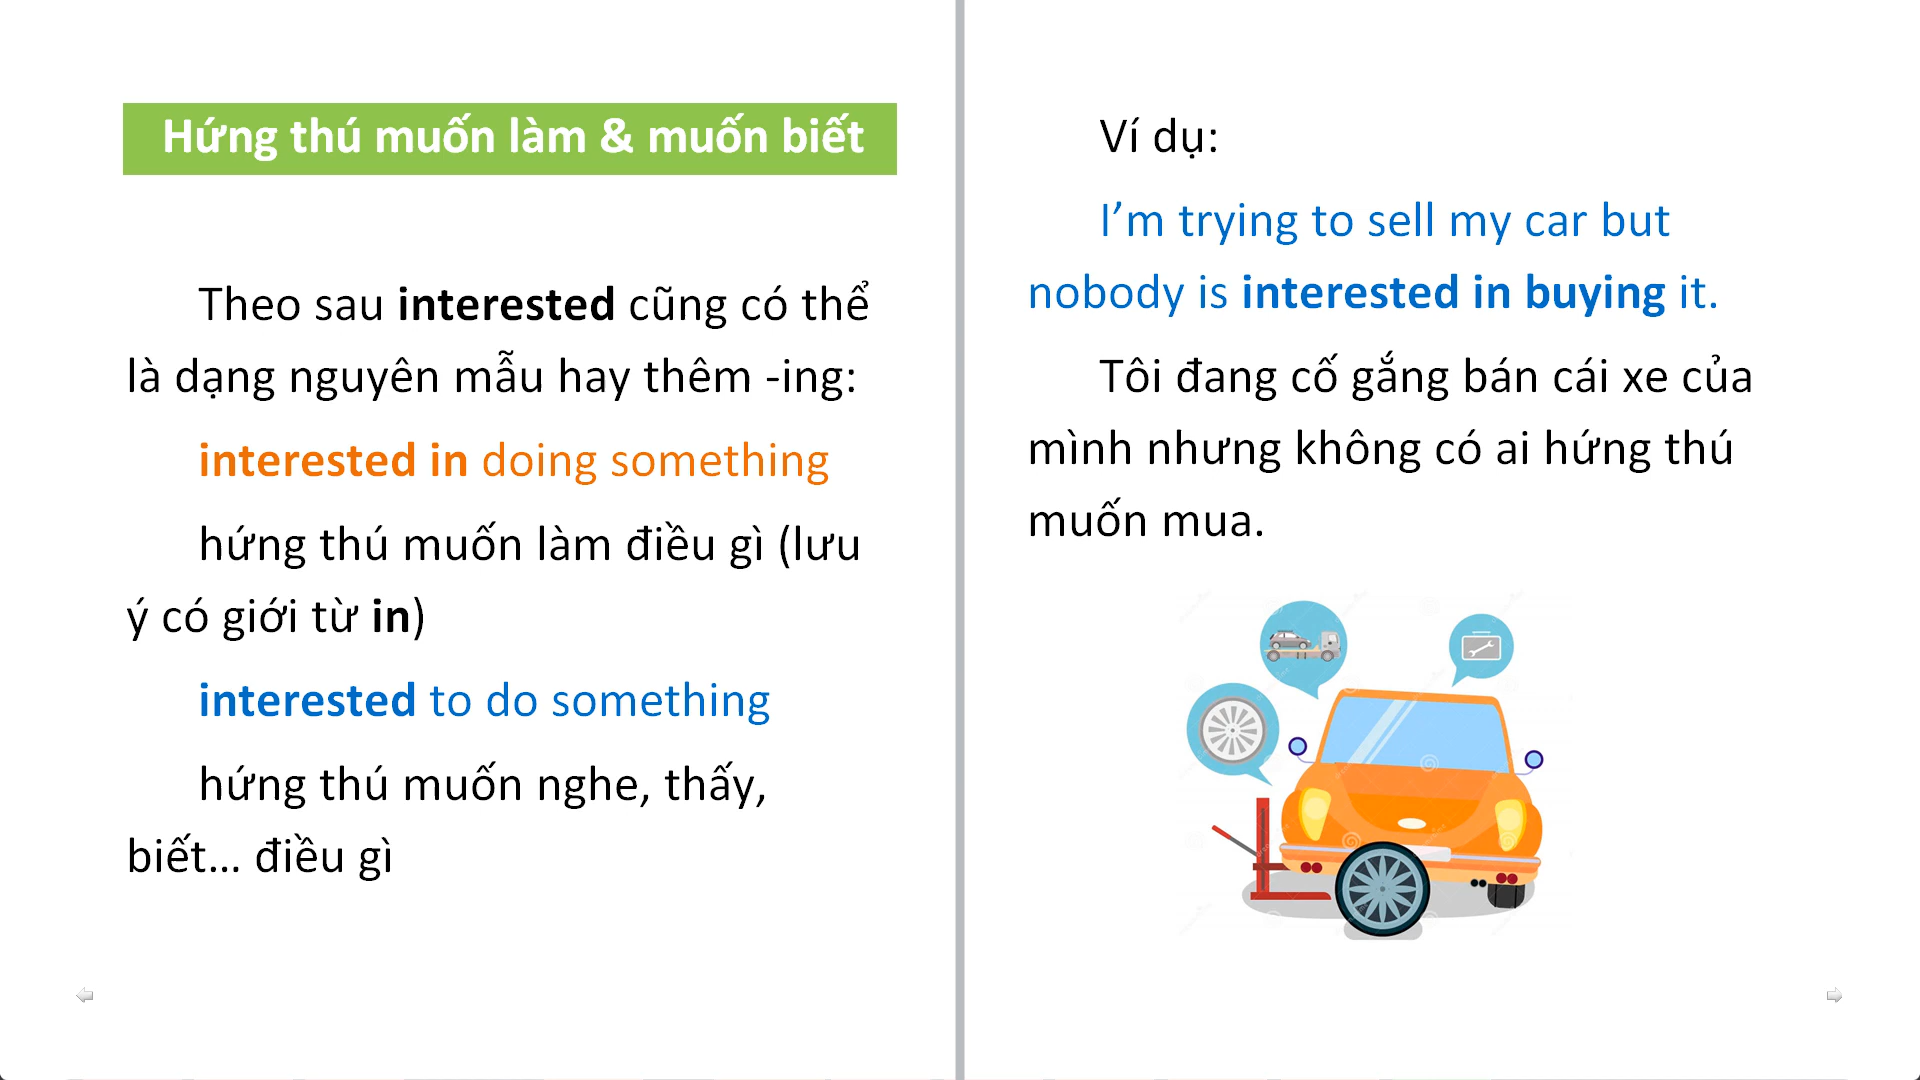 Hứng thú muốn làm & muốn biết
Theo sau interested cũng có thể
là dạng nguyên mẫu hay thêm -ing:
interested in doing something
hứng thú muốn làm điều gì (lưu
ý có giới từ in)
interested to do something
hứng thú muốn nghe, thấy,
biết... điều gì
Ví dụ:
I’m trying to sell my car but
nobody is interested in buying it.
Tôi đang cố gắng bán cái xe của
mình nhưng không có ai hứng thú
muốn mua.